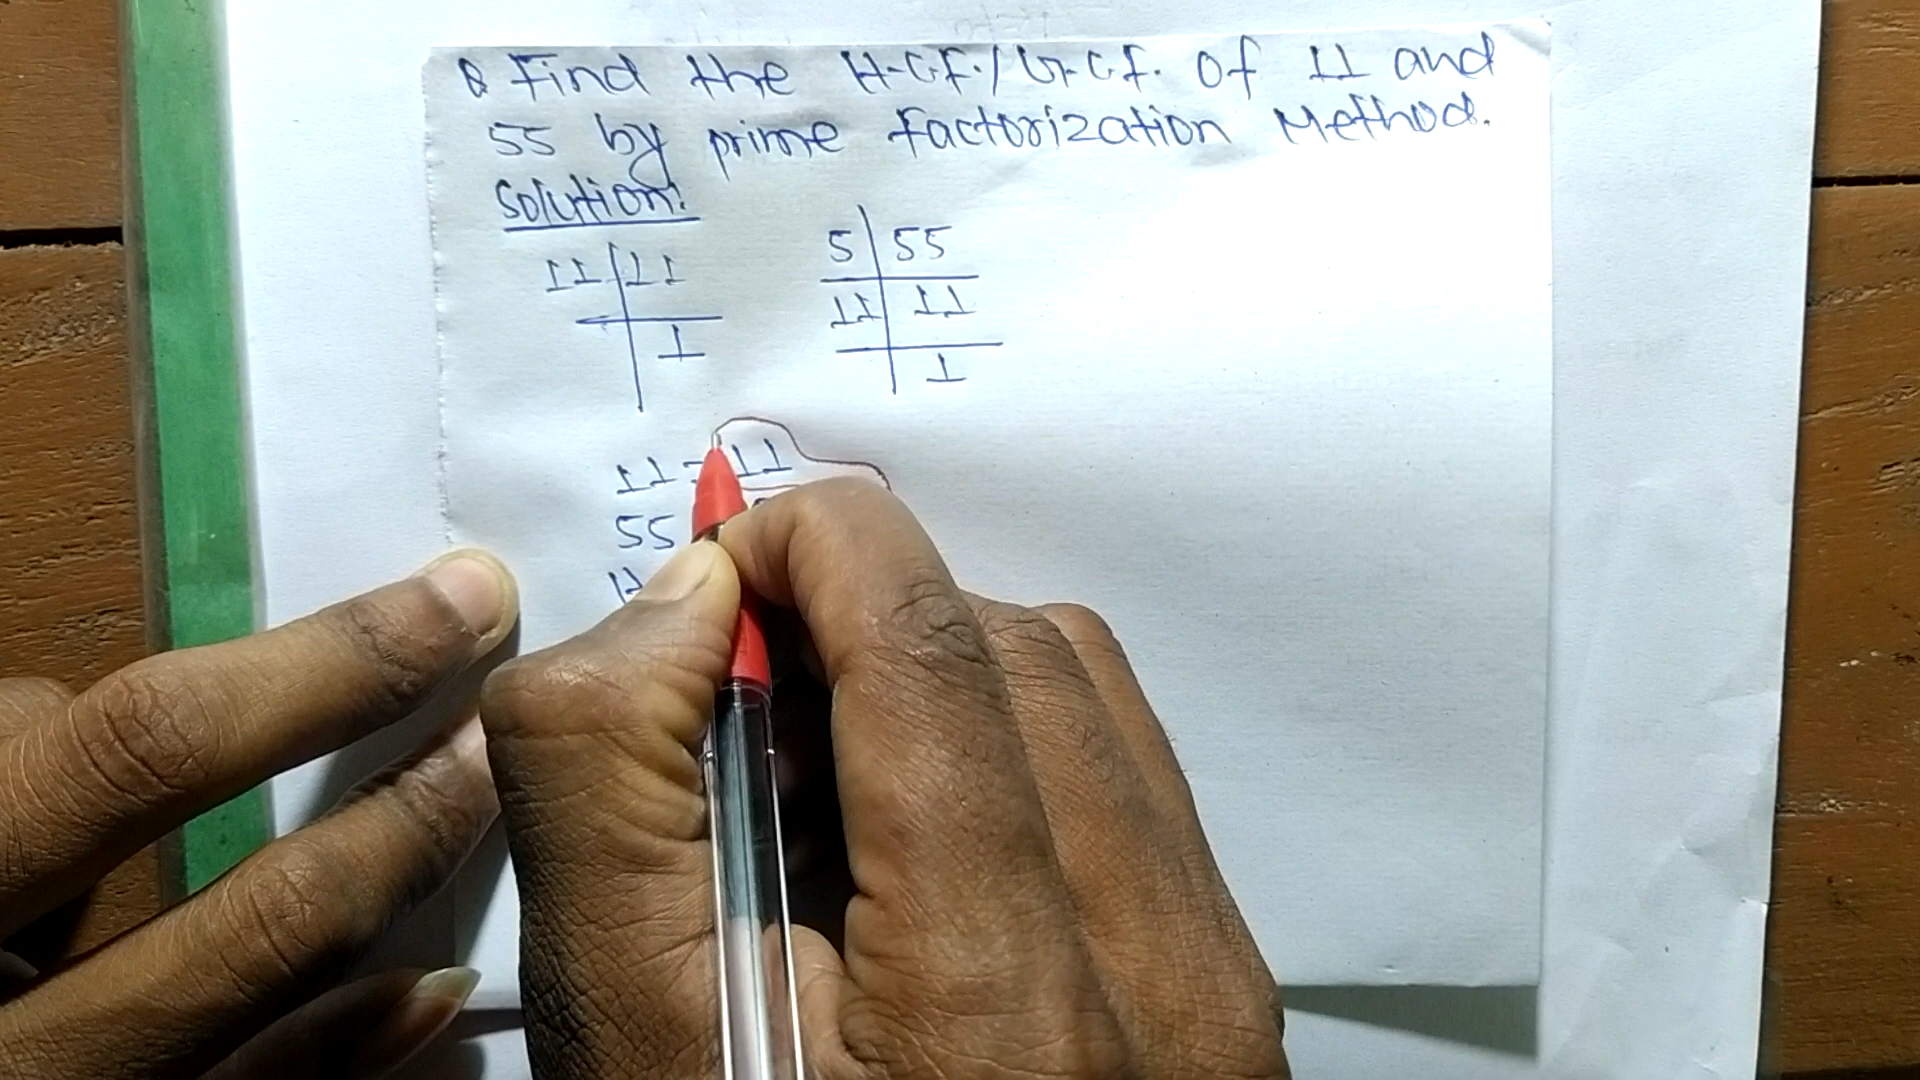 Q Find the H.C.F./G.C.F. of 11 and
55 by prime factorization Method.
Solution:
11 | 11
1
5 | 55
11 | 11
1
11 = 11
55
H